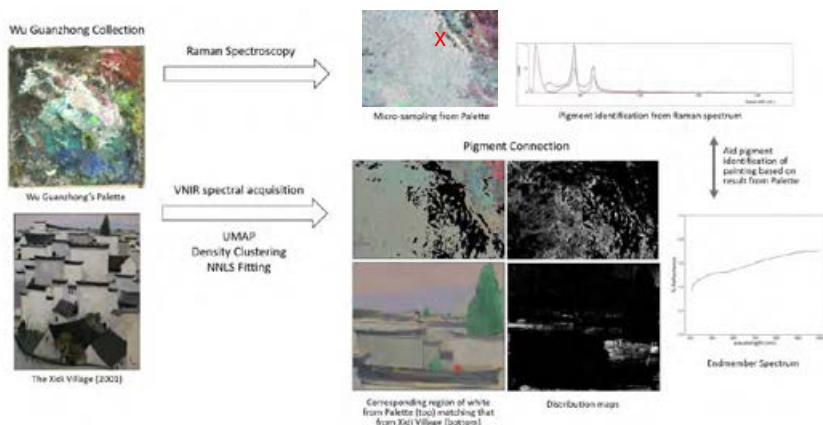 Wu Guanzhong Collection
Raman Spectroscopy
X
Micro-sampling from Palette
Pigment identification from Raman spectrum
Wu Guanzhong's Palette
Pigment Connection
Aid pigment
identification of
painting based on
result from Palette
VNIR spectral acquisition
UMAP
Density Clustering
NNLS Fitting
% Reflectance
wavelength (nm)
Endmember Spectrum
The Xidi Village (2001)
Corresponding region of white
from Palette (top) matching that
from Xidi Village (bottom)
Distribution maps